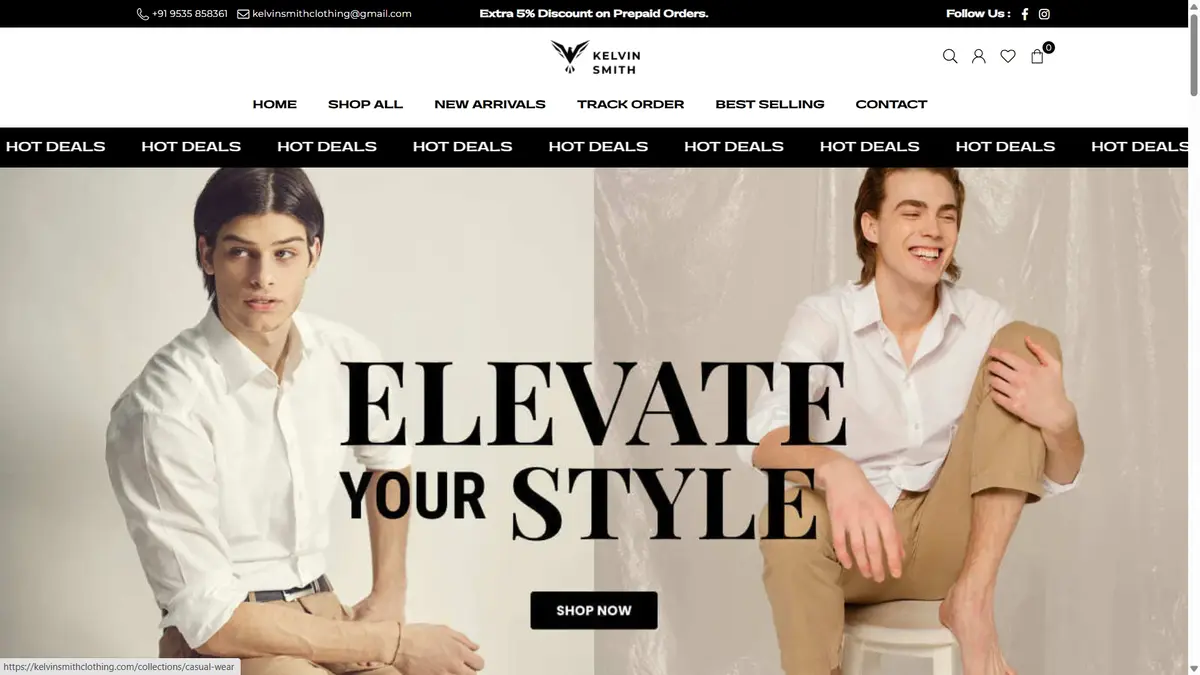 +91 9535 858361 kelvinsmithclothing@gmail.com Extra 5% Discount on Prepaid Orders. Follow Us :
KELVIN
SMITH
0
HOME SHOP ALL NEW ARRIVALS TRACK ORDER BEST SELLING CONTACT
HOT DEALS HOT DEALS HOT DEALS HOT DEALS HOT DEALS HOT DEALS HOT DEALS HOT DEALS HOT DEALS
ELEVATE
YOUR STYLE
SHOP NOW
https://kelvinsmithclothing.com/collections/casual-wear